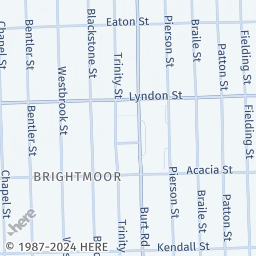 Eaton St
Chapel St
Bentler St
Westbrook St
Blackstone St
Trinity St
Pierson St
Braile St
Patton St
Fielding St
Lyndon St
Acacia St
BRIGHTMOOR
Chapel St
Bentler St
Trinity
Burt Rd
Pierson St
Braile St
Patton St
Fielding St
Kendall St
© 1987-2024 HERE
here